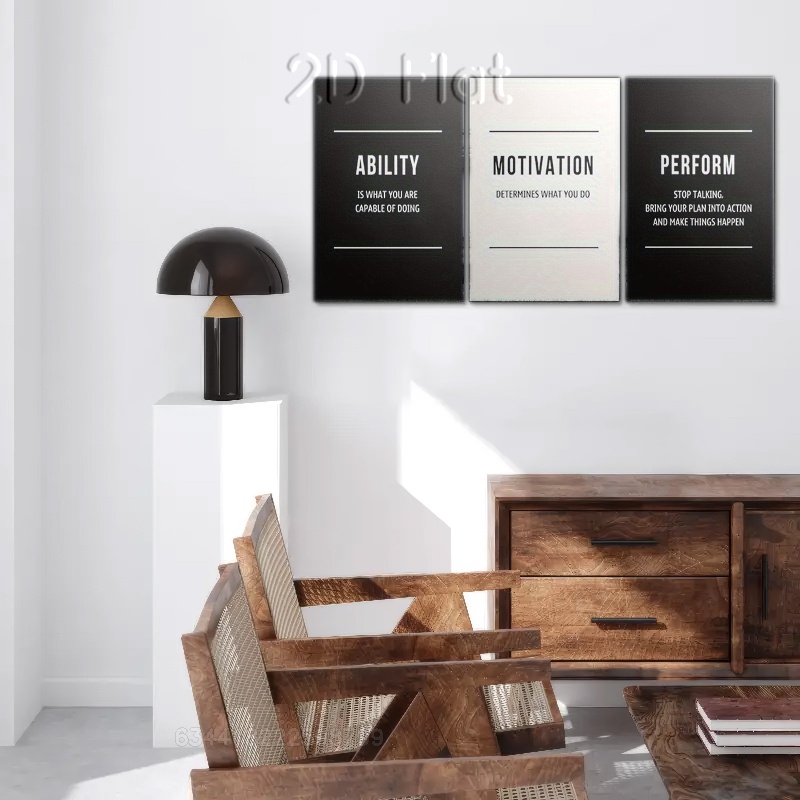 2D Flat
ABILITY
IS WHAT YOU ARE
CAPABLE OF DOING
MOTIVATION
DETERMINES WHAT YOU DO
PERFORM
STOP TALKING.
BRING YOUR PLAN INTO ACTION
AND MAKE THINGS HAPPEN